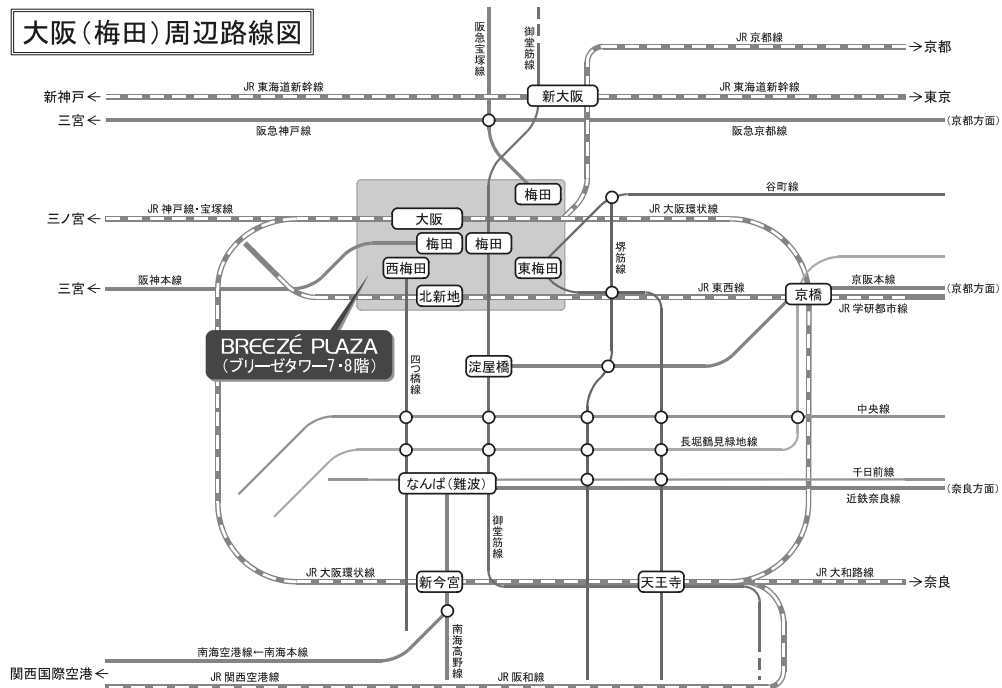 大阪（梅田）周辺路線図
阪急宝塚線
御堂筋線
JR 京都線
→京都
新神戸←
JR 東海道新幹線
新大阪
JR 東海道新幹線
→東京
三宮←
阪急神戸線
阪急京都線
(京都方面)
梅田
谷町線
三ノ宮←
JR 神戸線・宝塚線
大阪
JR 大阪環状線
梅田
梅田
堺筋線
西梅田
東梅田
三宮←
阪神本線
北新地
JR 東西線
京橋
京阪本線
(京都方面)
JR 学研都市線
BREEZÉ PLAZA
（ブリーゼタワー7・8階）
四つ橋線
淀屋橋
中央線
長堀鶴見緑地線
千日前線
なんば（難波）
(奈良方面)
近鉄奈良線
御堂筋線
JR 大阪環状線
新今宮
天王寺
JR 大和路線
→奈良
南海高野線
南海空港線←南海本線
関西国際空港←
JR 関西空港線
JR 阪和線